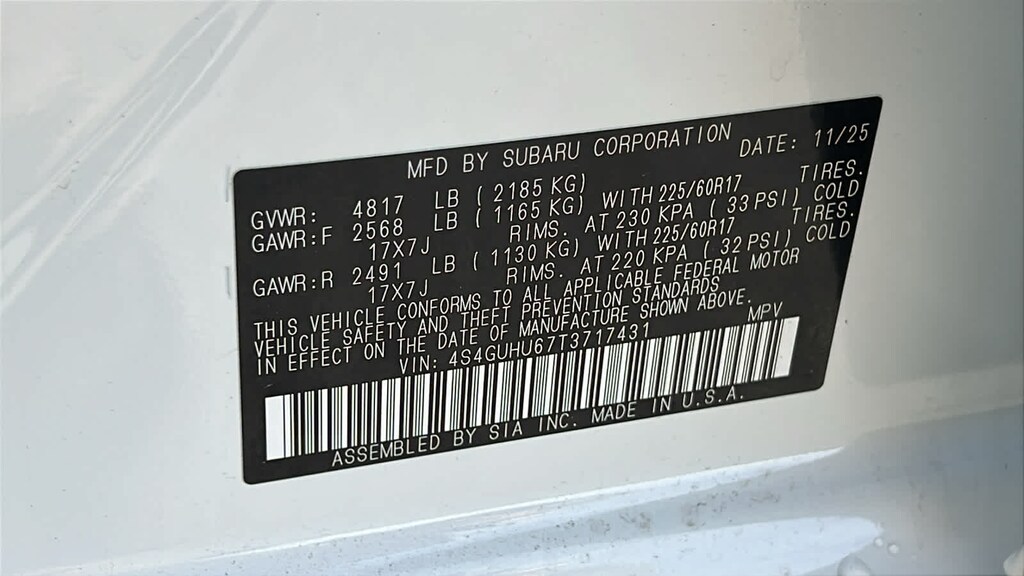 MFD BY SUBARU CORPORATION DATE: 11/25
GVWR: 4817 LB ( 2185 KG)
GAWR:F 2568 LB ( 1165 KG) WITH 225/60R17 TIRES.
17X7J RIMS. AT 230 KPA ( 33 PSI) COLD
GAWR:R 2491 LB ( 1130 KG) WITH 225/60R17 TIRES.
17X7J RIMS. AT 220 KPA ( 32 PSI) COLD
THIS VEHICLE CONFORMS TO ALL APPLICABLE FEDERAL MOTOR
VEHICLE SAFETY AND THEFT PREVENTION STANDARDS
IN EFFECT ON THE DATE OF MANUFACTURE SHOWN ABOVE.
VIN: 4S4GUHU67T3717431 MPV
ASSEMBLED BY SIA INC. MADE IN U.S.A.